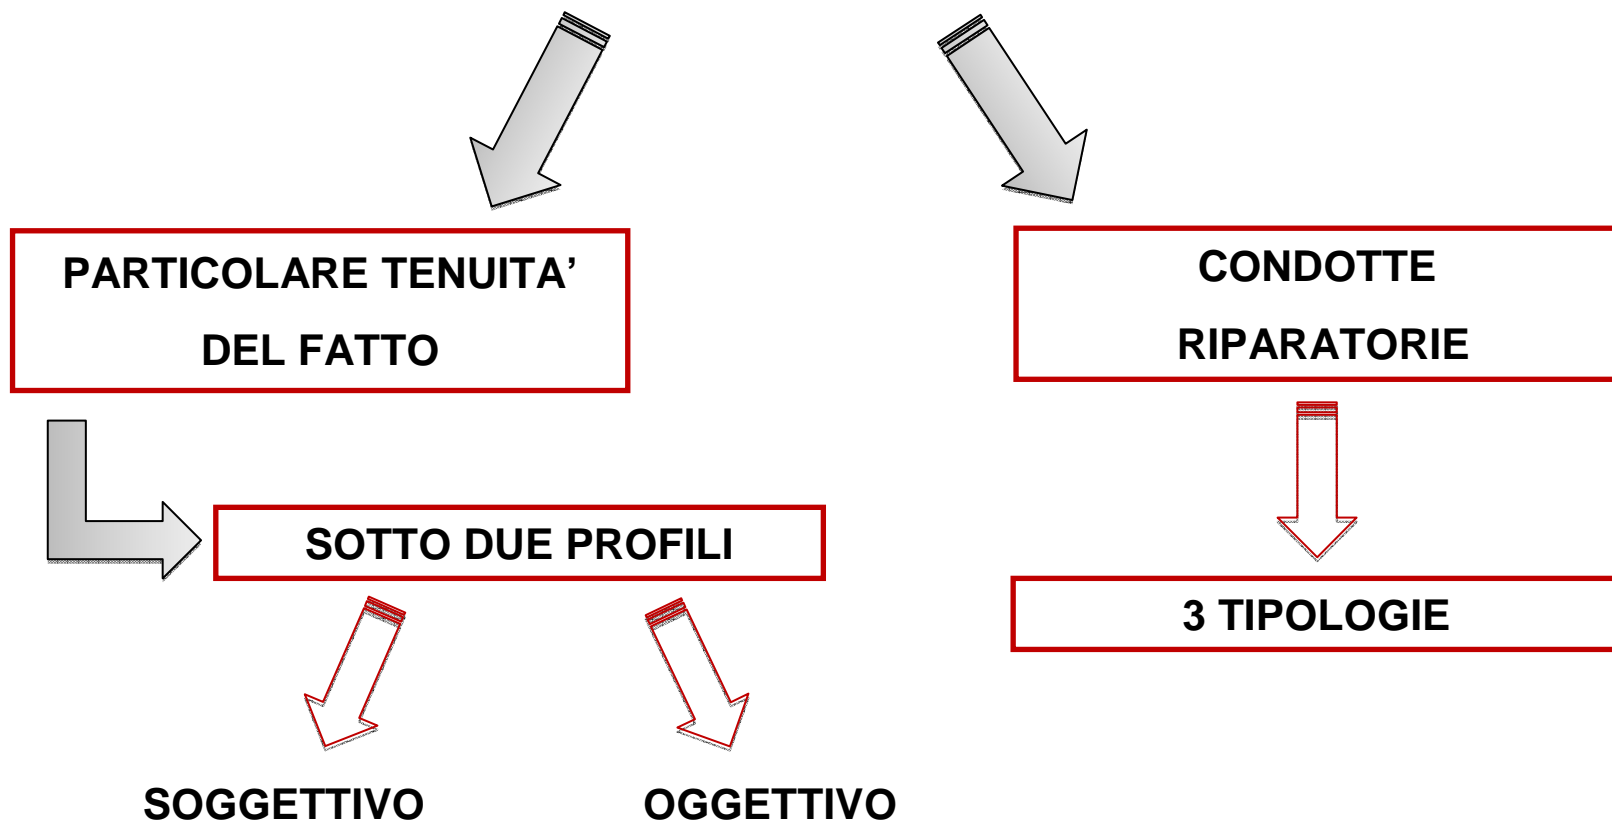 PARTICOLARE TENUITA’
DEL FATTO
CONDOTTE
RIPARATORIE
SOTTO DUE PROFILI
3 TIPOLOGIE
SOGGETTIVO
OGGETTIVO